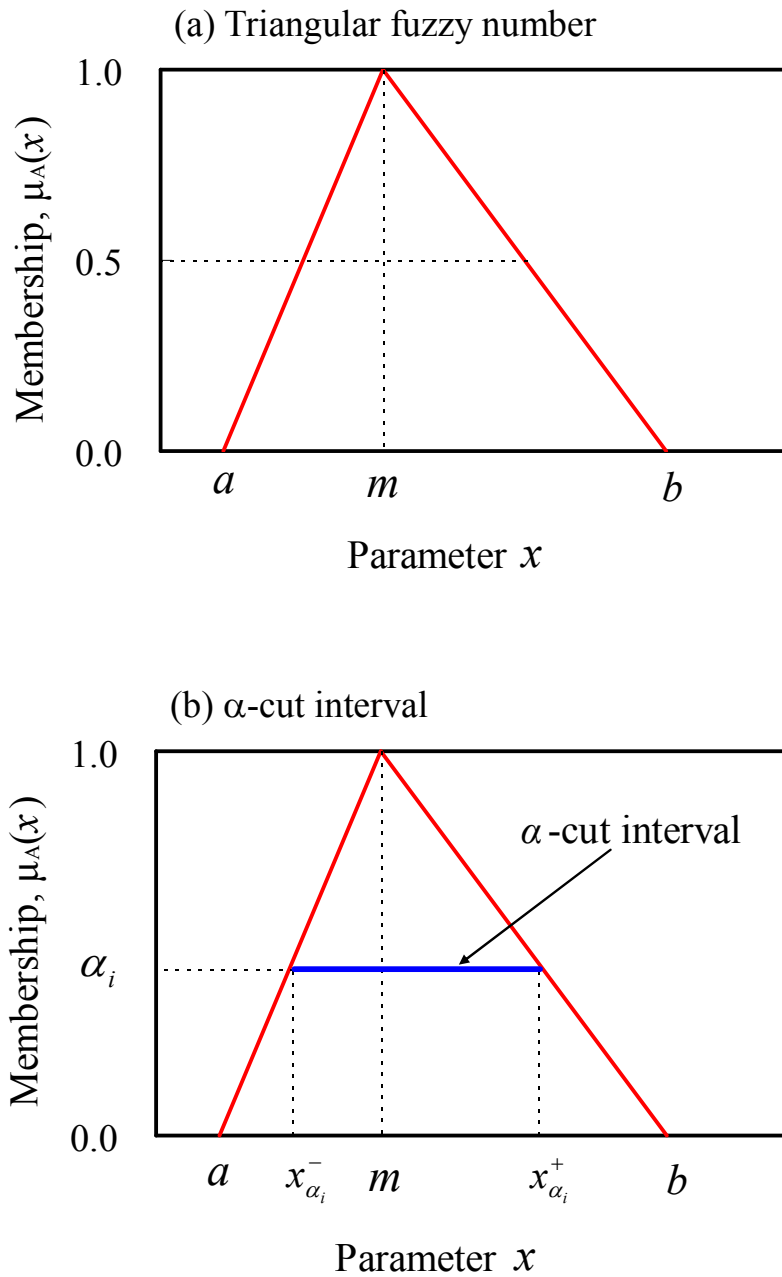 (a) Triangular fuzzy number
1.0
0.5
0.0
Membership, μA(x)
a
m
b
Parameter x
(b) α-cut interval
1.0
α-cut interval
αi
0.0
Membership, μA(x)
a
x−αi
m
x+αi
b
Parameter x